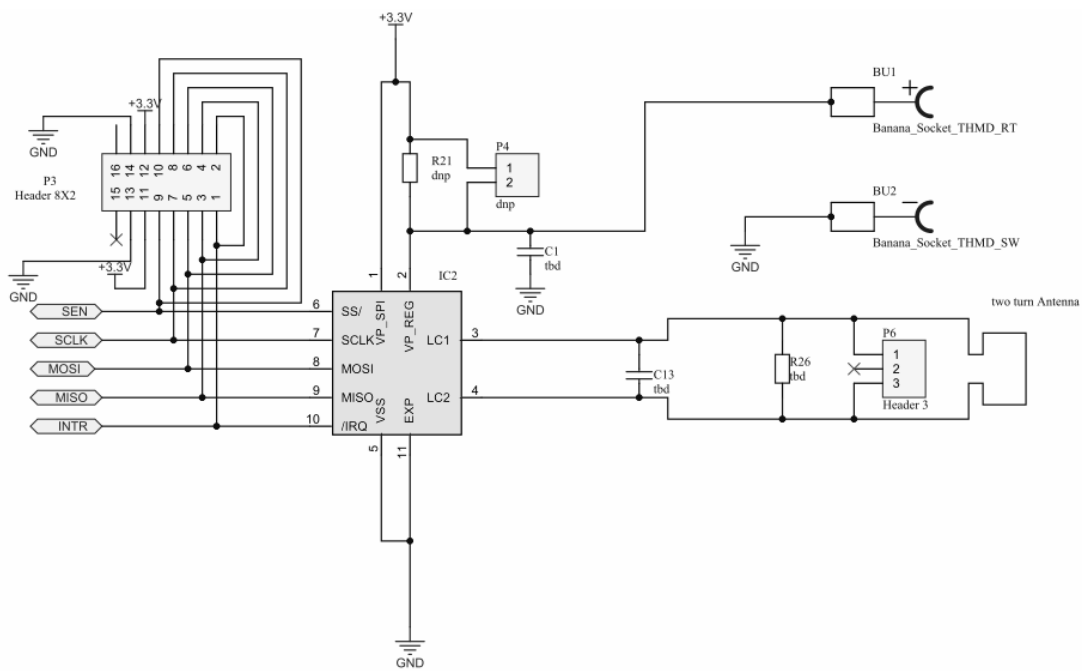 +3.3V
BU1
+
Banana_Socket_THMD_RT
+3.3V
GND
16 14 12 10 8 6 4 2
P3
Header 8X2
15 13 11 9 7 5 3 1
P4
1
2
dnp
R21
dnp
BU2
-
Banana_Socket_THMD_SW
GND
C1
tbd
GND
GND
+3.3V
1
2
IC2
two turn Antenna
SEN
6
SS/
VP_SPI
VP_REG
SCLK
7
SCLK
LC1
3
MOSI
8
MOSI
MISO
9
MISO
LC2
4
INTR
10
/IRQ
VSS
EXP
5
11
C13
tbd
R26
tbd
P6
1
2
3
Header 3
GND